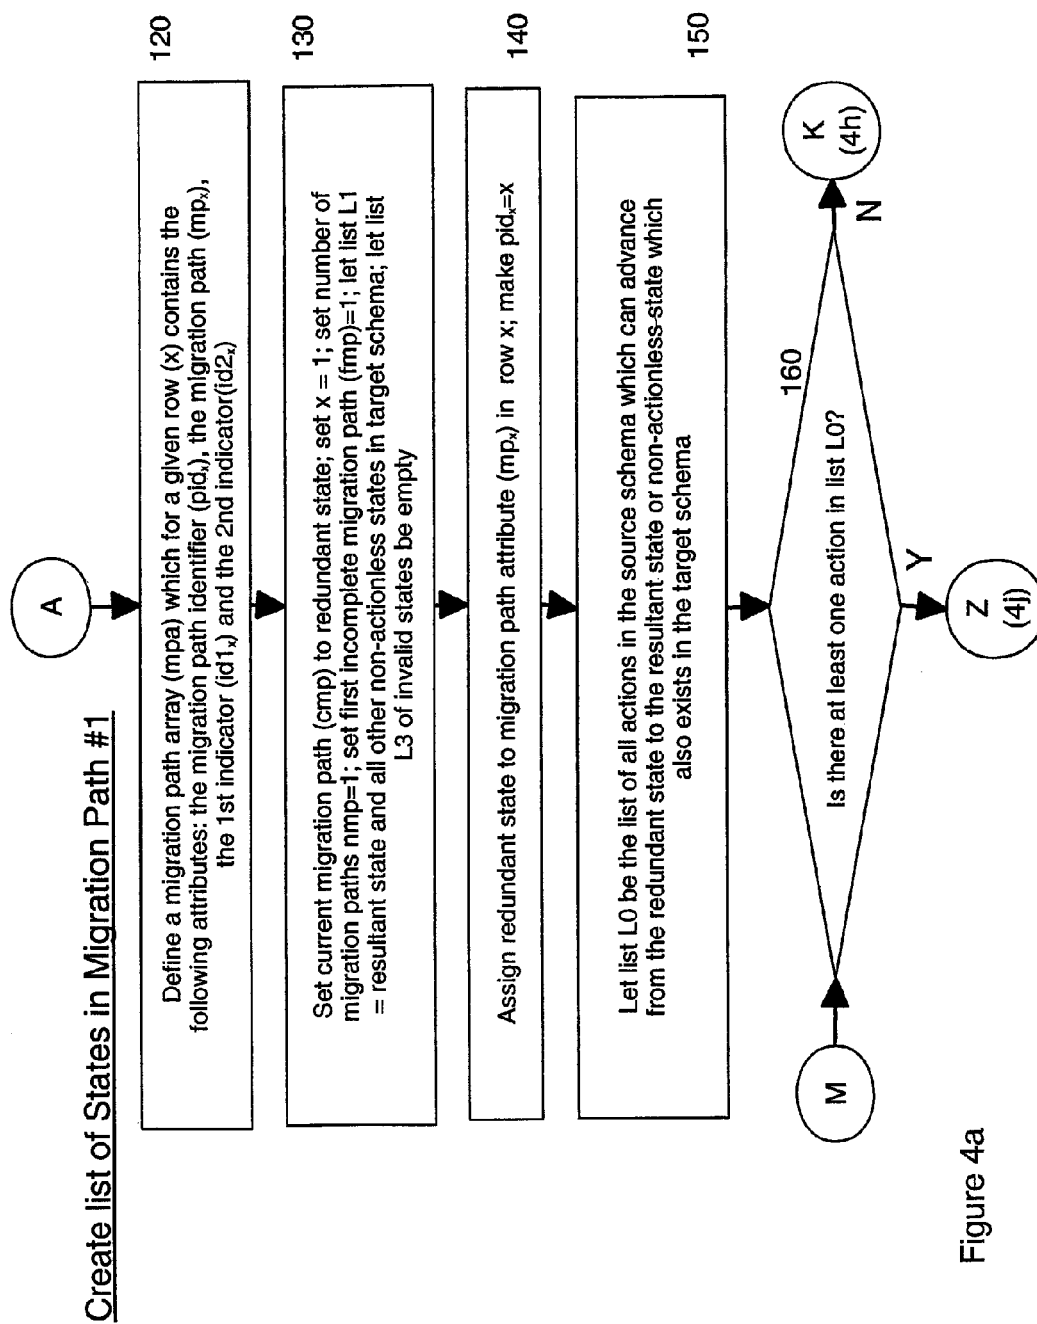 Create list of States in Migration Path #1
A
120
Define a migration path array (mpa) which for a given row (x) contains the
following attributes: the migration path identifier (pidₓ), the migration path (mpₓ),
the 1st indicator (id1ₓ) and the 2nd indicator(id2ₓ)
130
Set current migration path (cmp) to redundant state; set x = 1; set number of
migration paths nmp=1; set first incomplete migration path (fmp)=1; let list L1
= resultant state and all other non-actionless states in target schema; let list
L3 of invalid states be empty
140
Assign redundant state to migration path attribute (mpₓ) in row x; make pidₓ=x
150
Let list L0 be the list of all actions in the source schema which can advance
from the redundant state to the resultant state or non-actionless-state which
also exists in the target schema
M
160
Is there at least one action in list L0?
N
K
(4h)
Y
Z
(4j)
Figure 4a